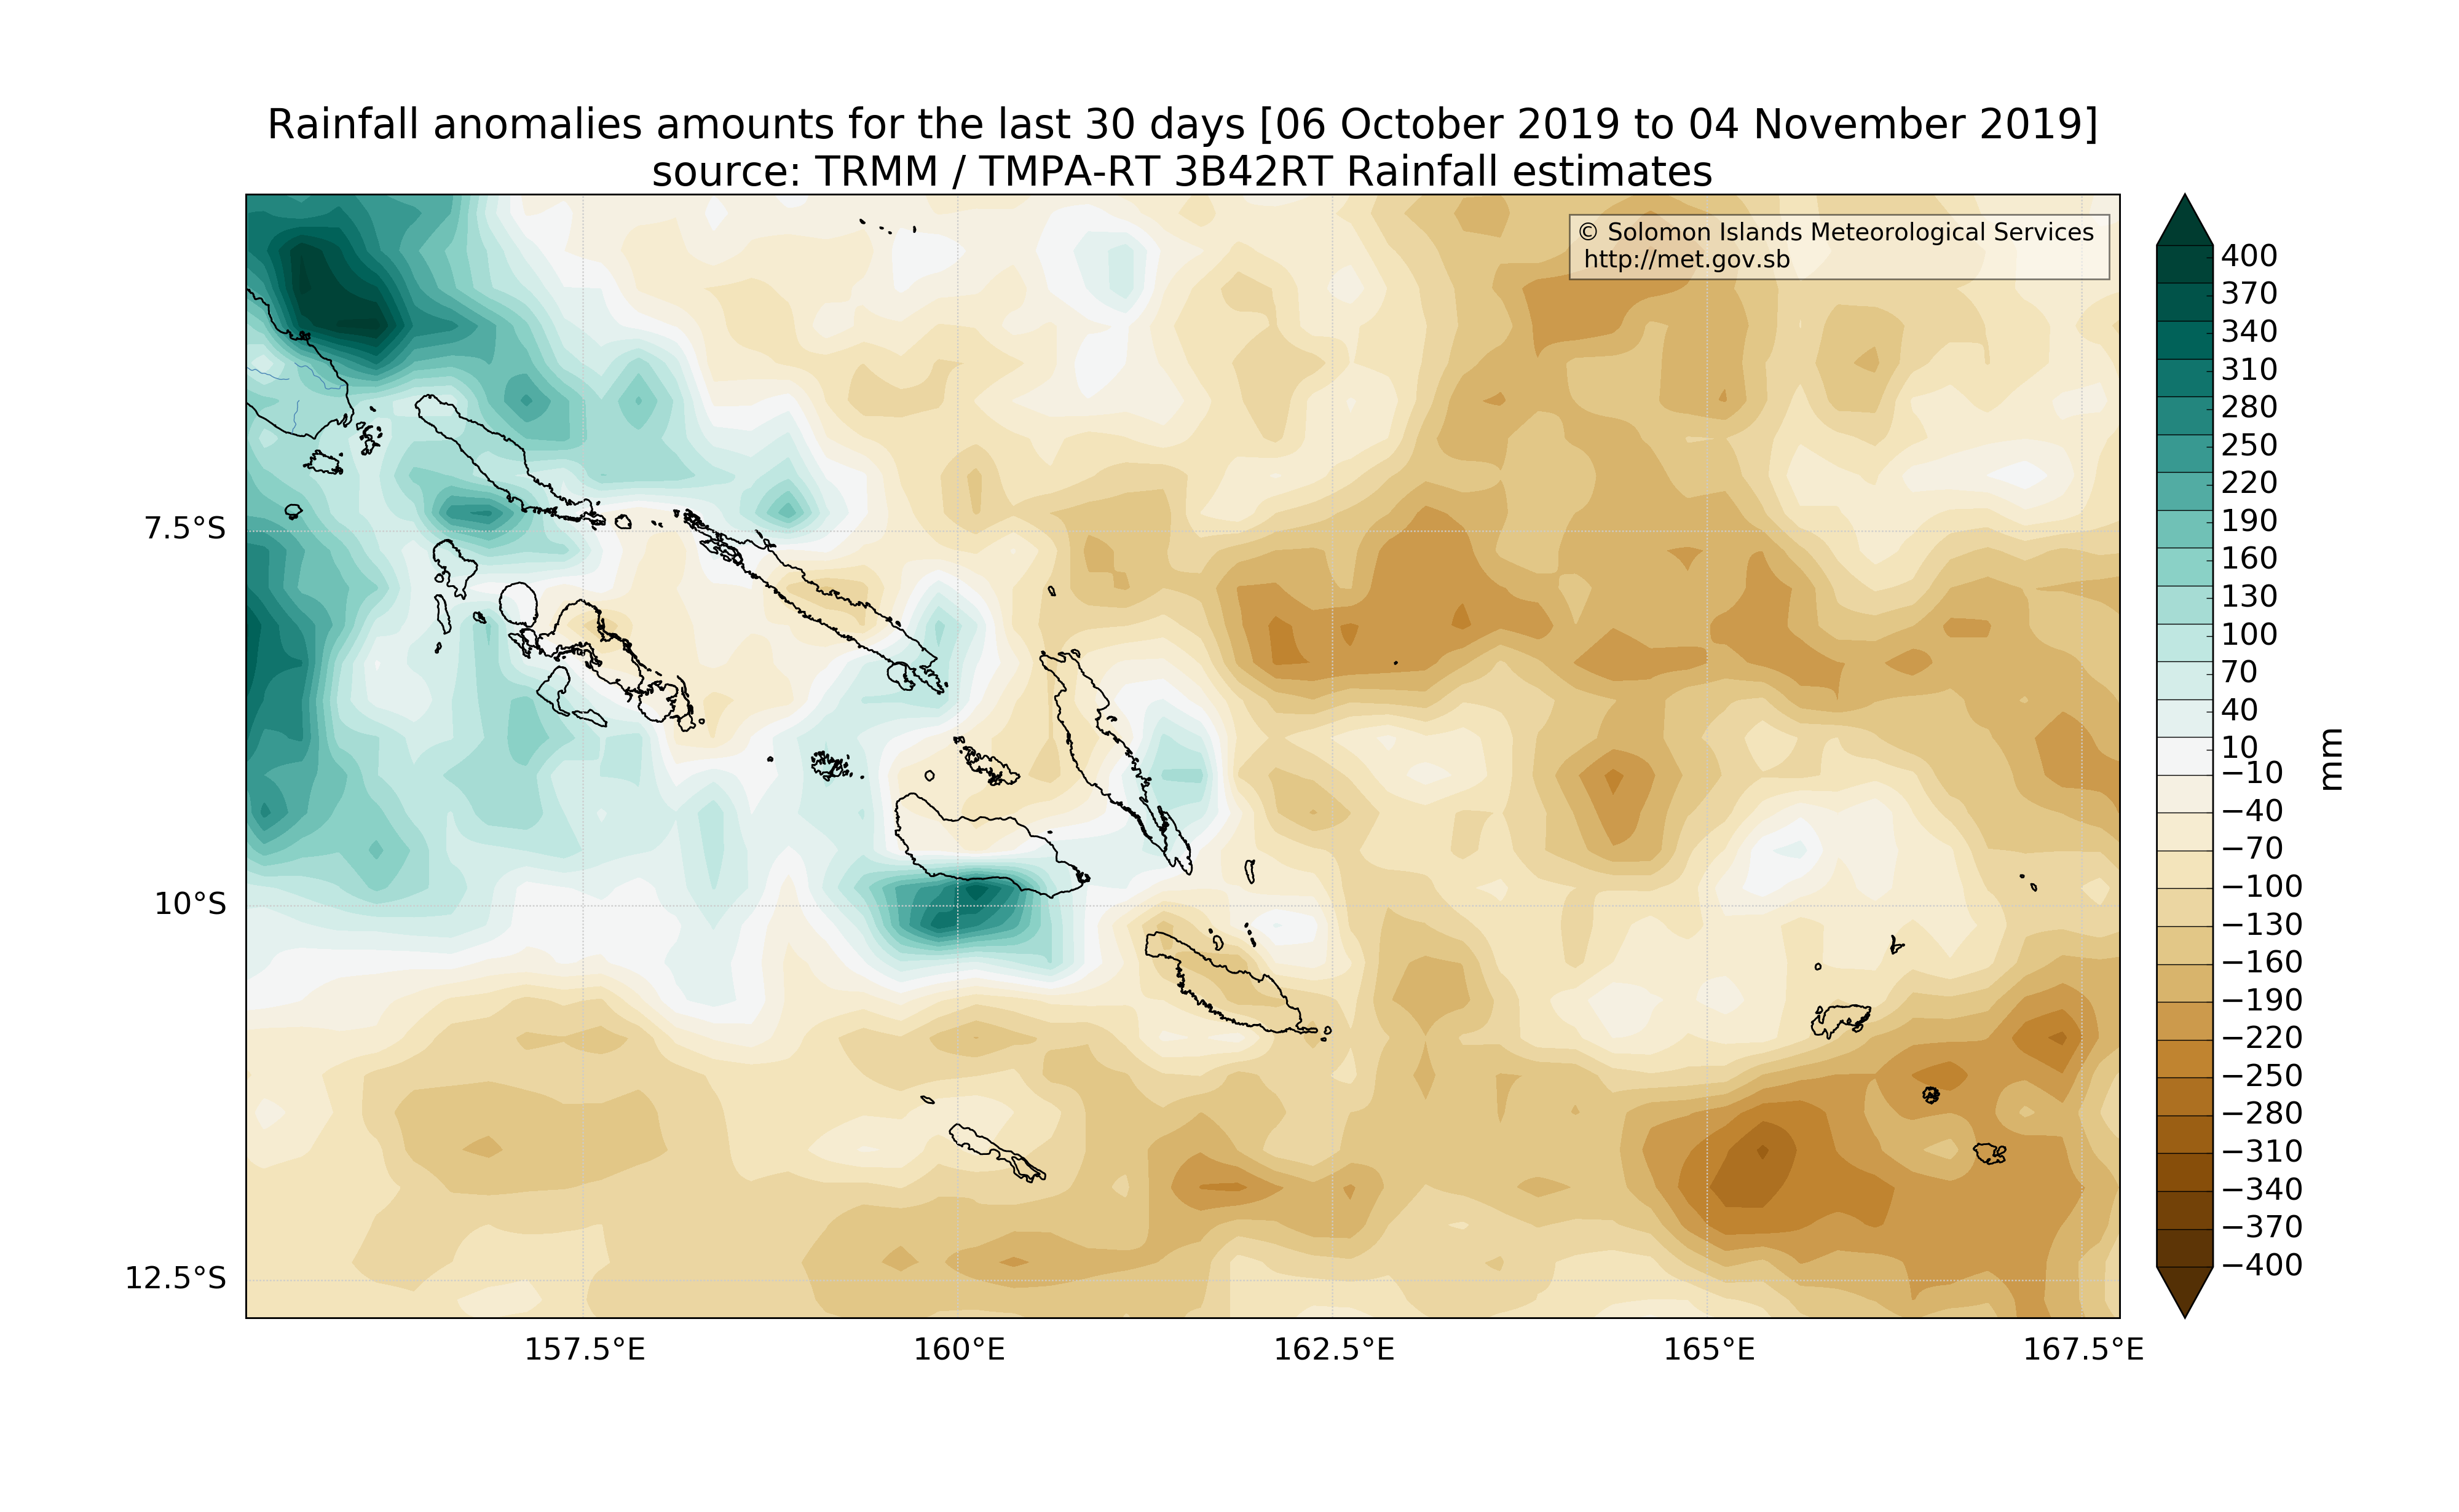 Rainfall anomalies amounts for the last 30 days [06 October 2019 to 04 November 2019]
source: TRMM / TMPA-RT 3B42RT Rainfall estimates
© Solomon Islands Meteorological Services
http://met.gov.sb
7.5°S
10°S
12.5°S
157.5°E
160°E
162.5°E
165°E
167.5°E
400
370
340
310
280
250
220
190
160
130
100
70
40
10
−10
−40
−70
−100
−130
−160
−190
−220
−250
−280
−310
−340
−370
−400
mm